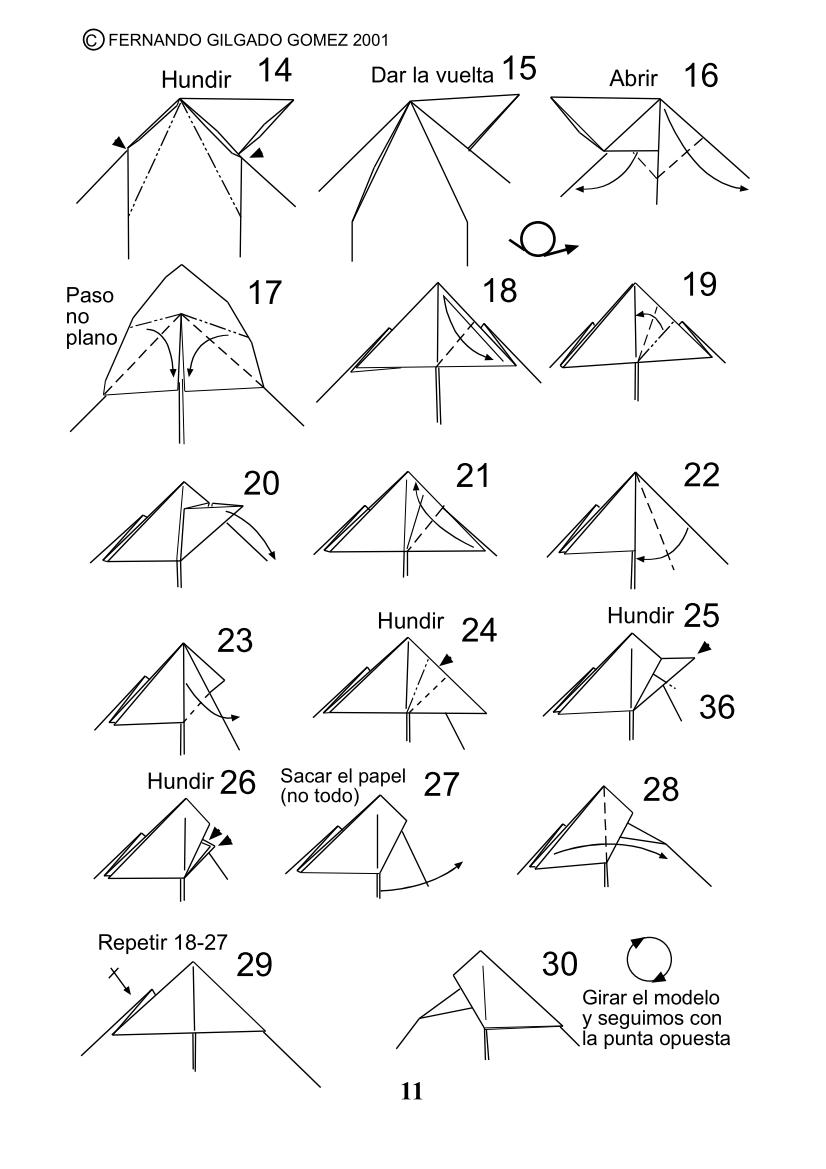 © FERNANDO GILGADO GOMEZ 2001
Hundir 14
Dar la vuelta 15
Abrir 16
Paso
no
plano
17
18
19
20
21
22
23
Hundir 24
Hundir 25
36
Hundir 26
Sacar el papel
(no todo)
27
28
Repetir 18-27
29
30
Girar el modelo
y seguimos con
la punta opuesta
11